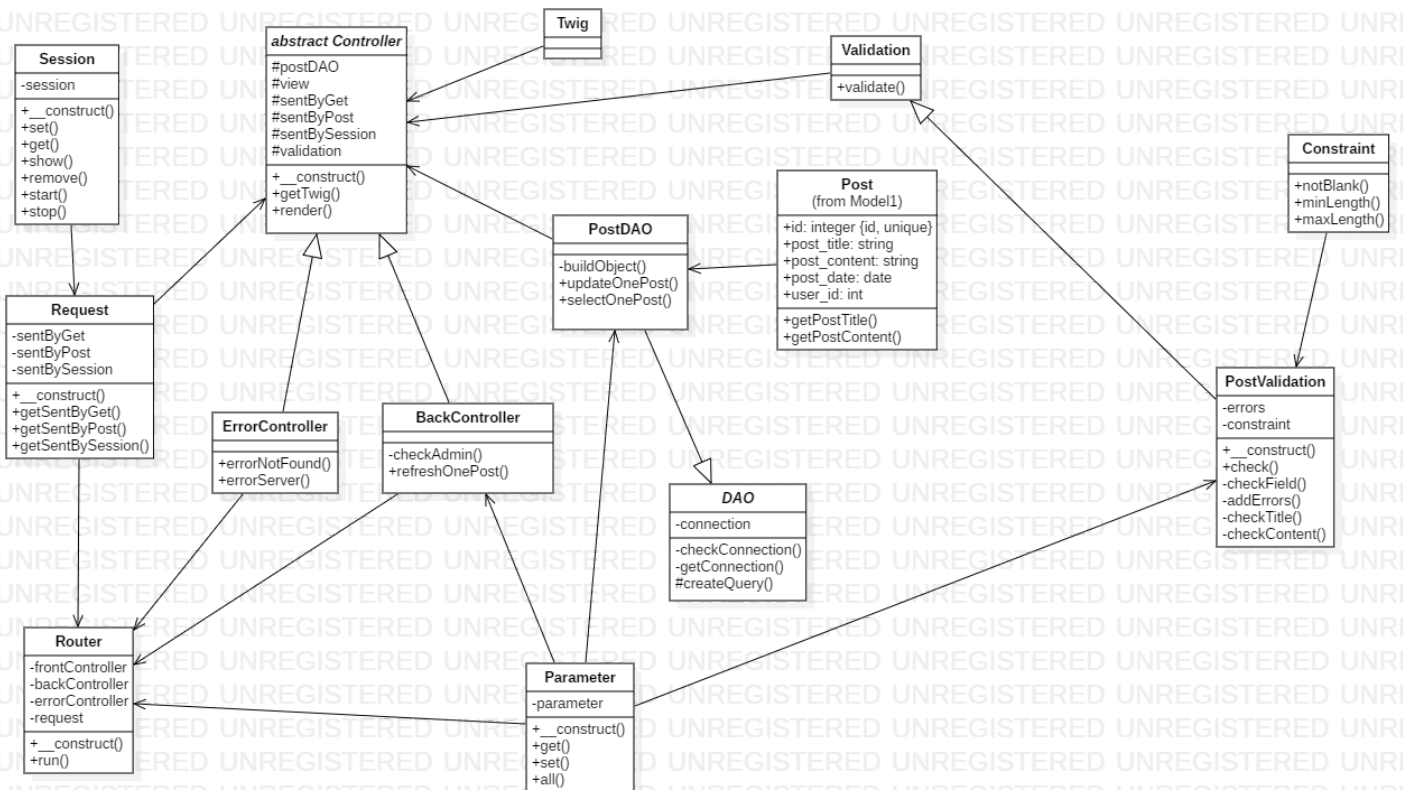 Twig
abstract Controller
#postDAO
#view
#sentByGet
#sentByPost
#sentBySession
#validation
+__construct()
+getTwig()
+render()
Session
-session
+__construct()
+set()
+get()
+show()
+remove()
+start()
+stop()
Validation
+validate()
Constraint
+notBlank()
+minLength()
+maxLength()
Post
(from Model1)
+id: integer {id, unique}
+post_title: string
+post_content: string
+post_date: date
+user_id: int
+getPostTitle()
+getPostContent()
PostDAO
-buildObject()
+updateOnePost()
+selectOnePost()
Request
-sentByGet
-sentByPost
-sentBySession
+__construct()
+getSentByGet()
+getSentByPost()
+getSentBySession()
ErrorController
+errorNotFound()
+errorServer()
BackController
-checkAdmin()
+refreshOnePost()
PostValidation
-errors
-constraint
+__construct()
+check()
-checkField()
-addErrors()
-checkTitle()
-checkContent()
DAO
-connection
-checkConnection()
-getConnection()
#createQuery()
Router
-frontController
-backController
-errorController
-request
+__construct()
+run()
Parameter
-parameter
+__construct()
+get()
+set()
+all()
UNREGISTERED